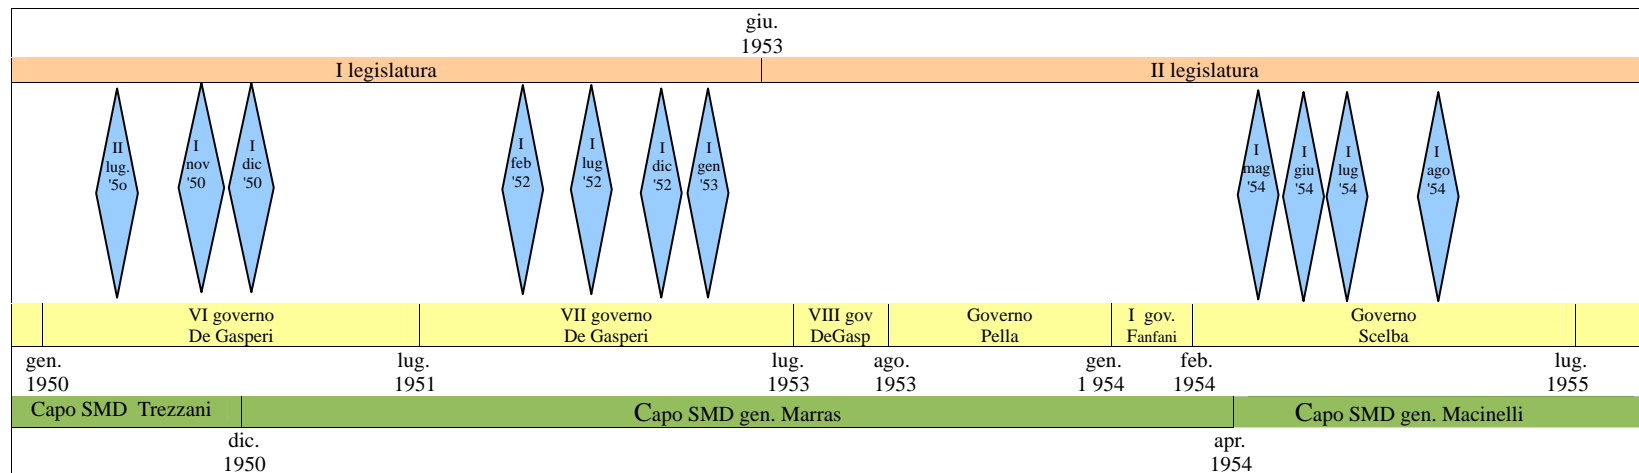 giu.
1953
I legislatura
II legislatura
II
lug.
'5o
I
nov
'50
I
dic
'50
I
feb
'52
I
lug
'52
I
dic
'52
I
gen
'53
I
mag
'54
I
giu
'54
I
lug
'54
I
ago
'54
VI governo
De Gasperi
VII governo
De Gasperi
VIII gov
DeGasp
Governo
Pella
I gov.
Fanfani
Governo
Scelba
gen.
1950
lug.
1951
lug.
1953
ago.
1953
gen.
1 954
feb.
1954
lug.
1955
Capo SMD Trezzani
Capo SMD gen. Marras
Capo SMD gen. Macinelli
dic.
1950
apr.
1954